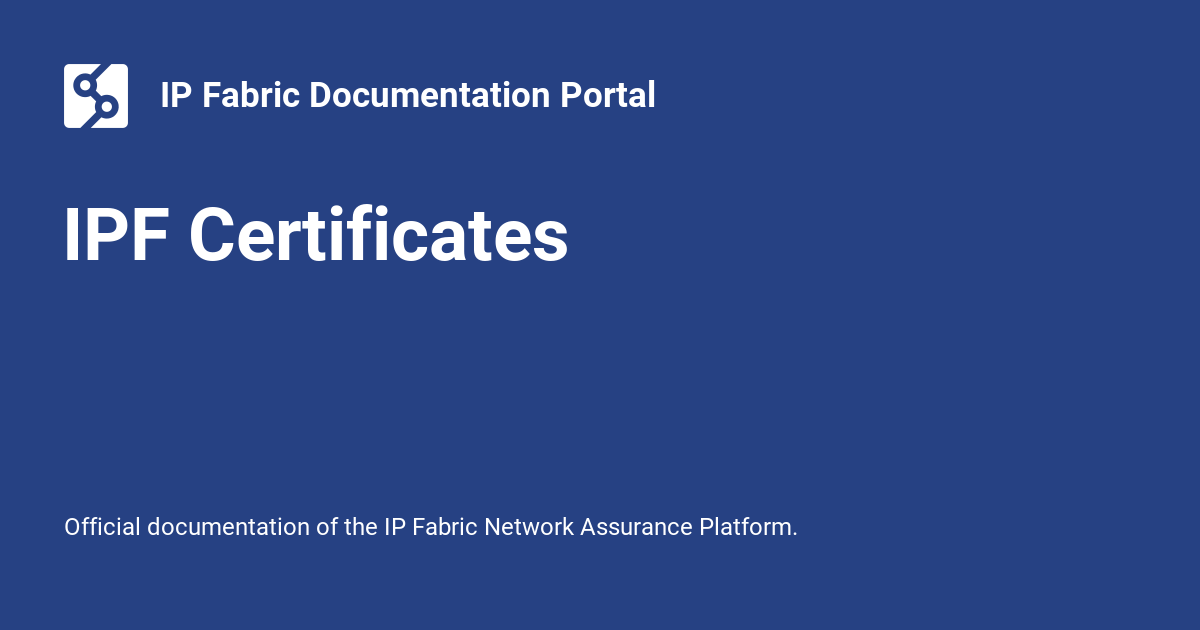 IP Fabric Documentation Portal
IPF Certificates
Official documentation of the IP Fabric Network Assurance Platform.